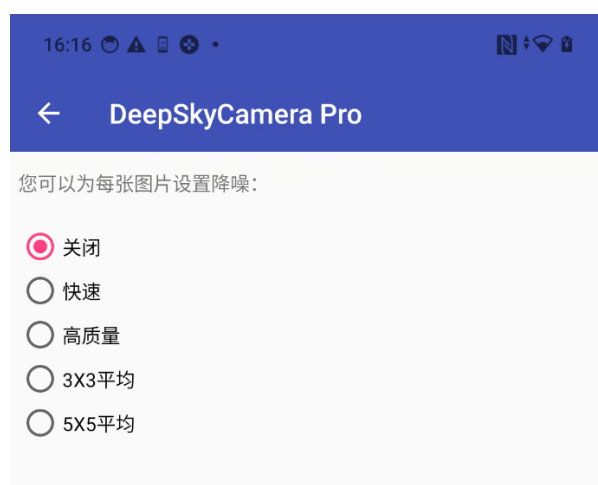 16:16
DeepSkyCamera Pro
您可以为每张图片设置降噪：
关闭
快速
高质量
3X3平均
5X5平均